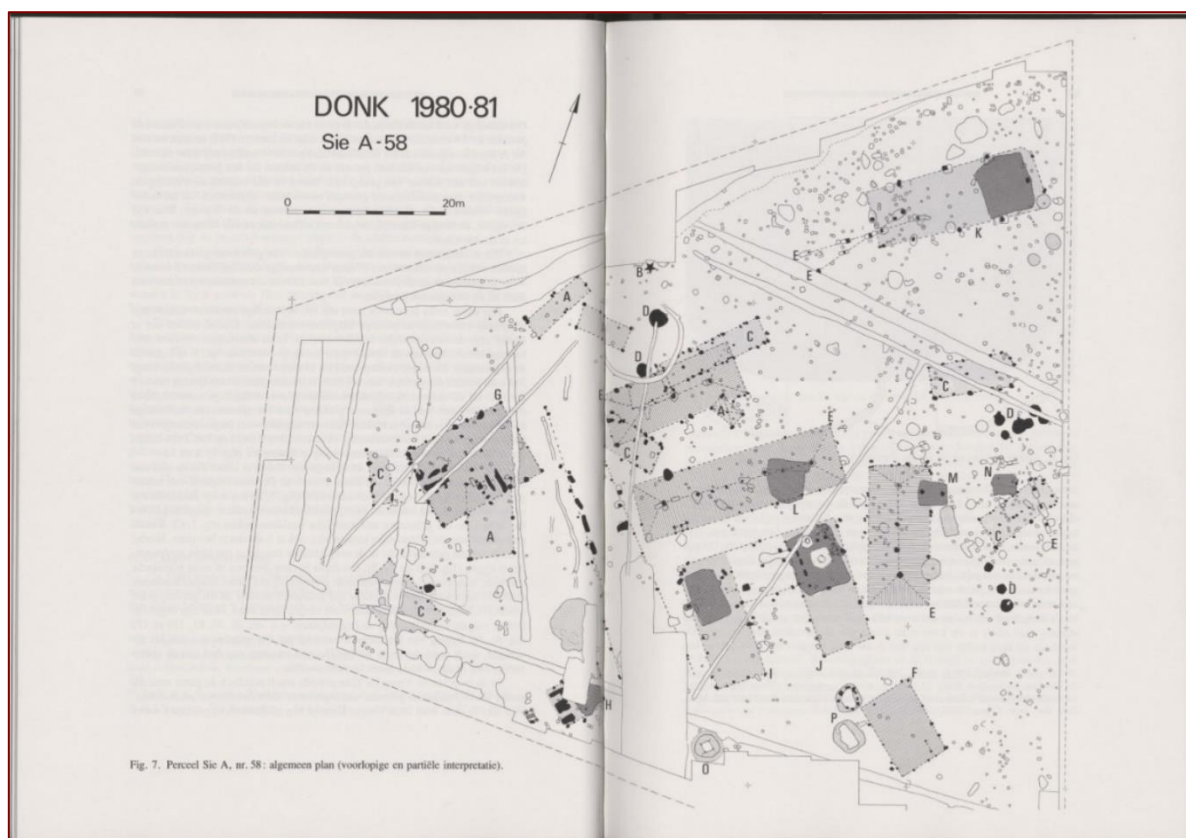 DONK 1980-81
Sie A-58
0 20m
K
E
E
B
A
D
C
D
E
A
G
C
E
C
D
C
M
N
L
A
C
E
C
D
E
I
J
F
H
P
O
Fig. 7. Perceel Sie A, nr. 58: algemeen plan (voorlopige en partiële interpretatie).